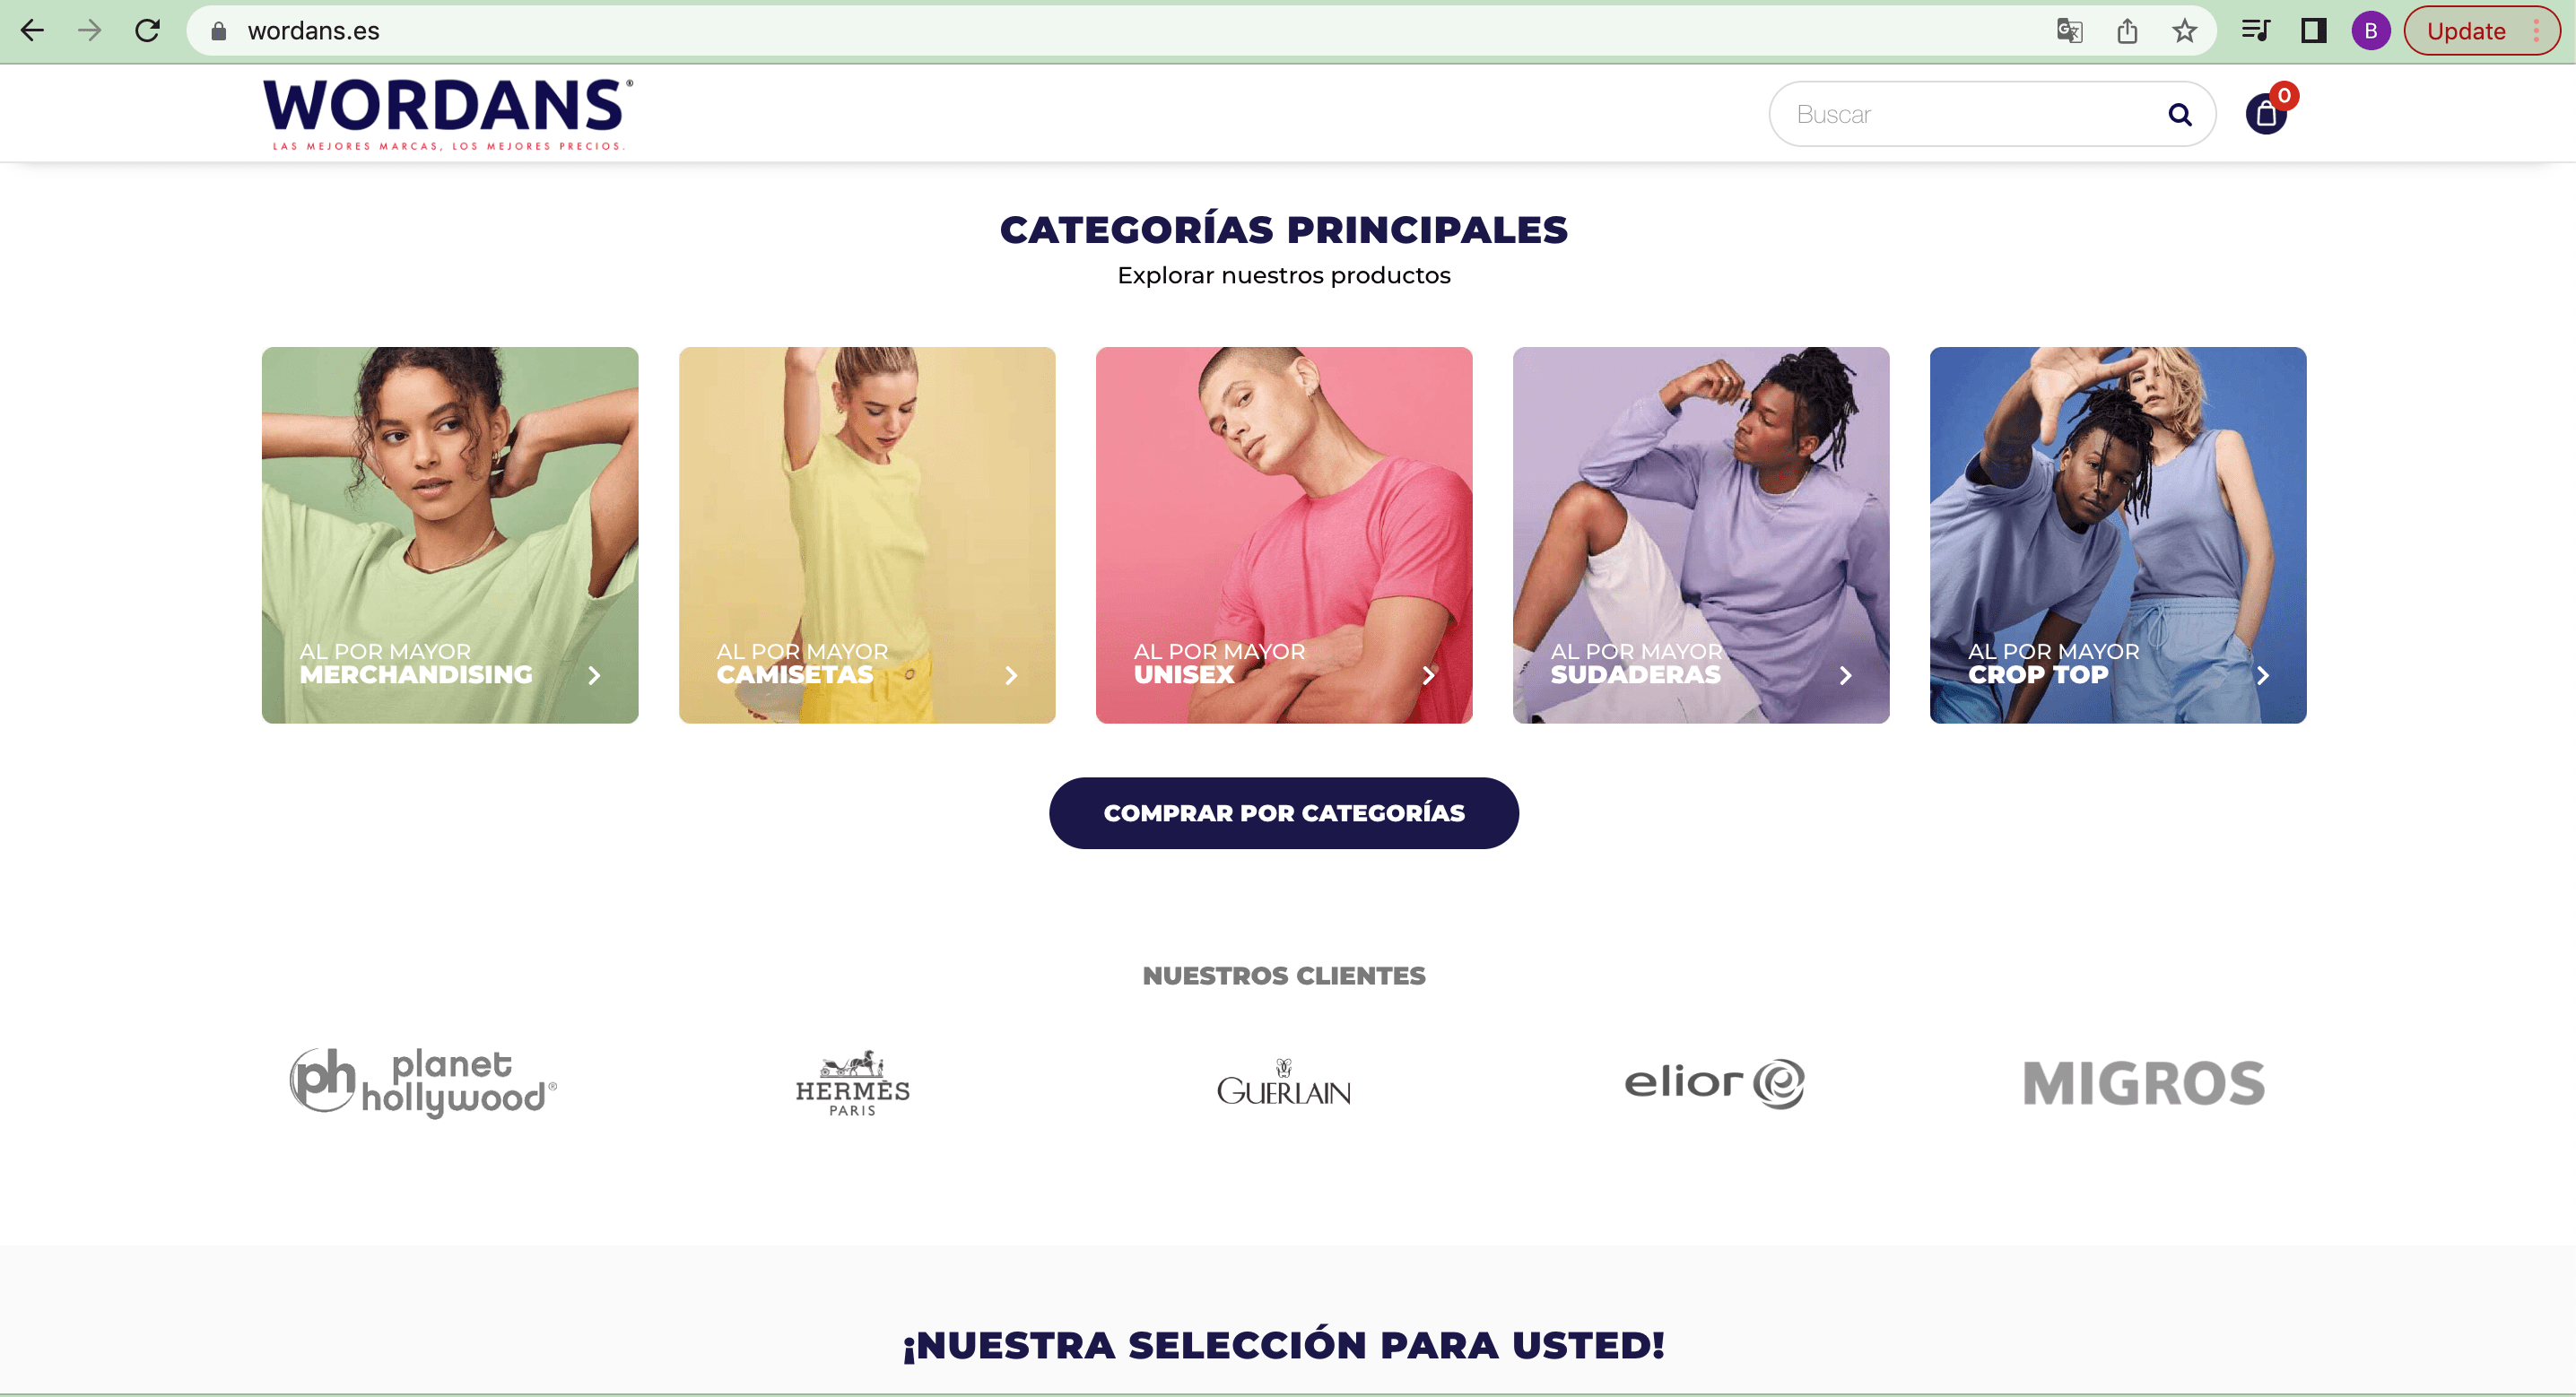 wordans.es
B
Update
WORDANS®
LAS MEJORES MARCAS, LOS MEJORES PRECIOS.
Buscar
0
CATEGORÍAS PRINCIPALES
Explorar nuestros productos
AL POR MAYOR
MERCHANDISING
AL POR MAYOR
CAMISETAS
AL POR MAYOR
UNISEX
AL POR MAYOR
SUDADERAS
AL POR MAYOR
CROP TOP
COMPRAR POR CATEGORÍAS
NUESTROS CLIENTES
ph planet
hollywood®
HERMÈS
PARIS
GUERLAIN
elior
MIGROS
¡NUESTRA SELECCIÓN PARA USTED!